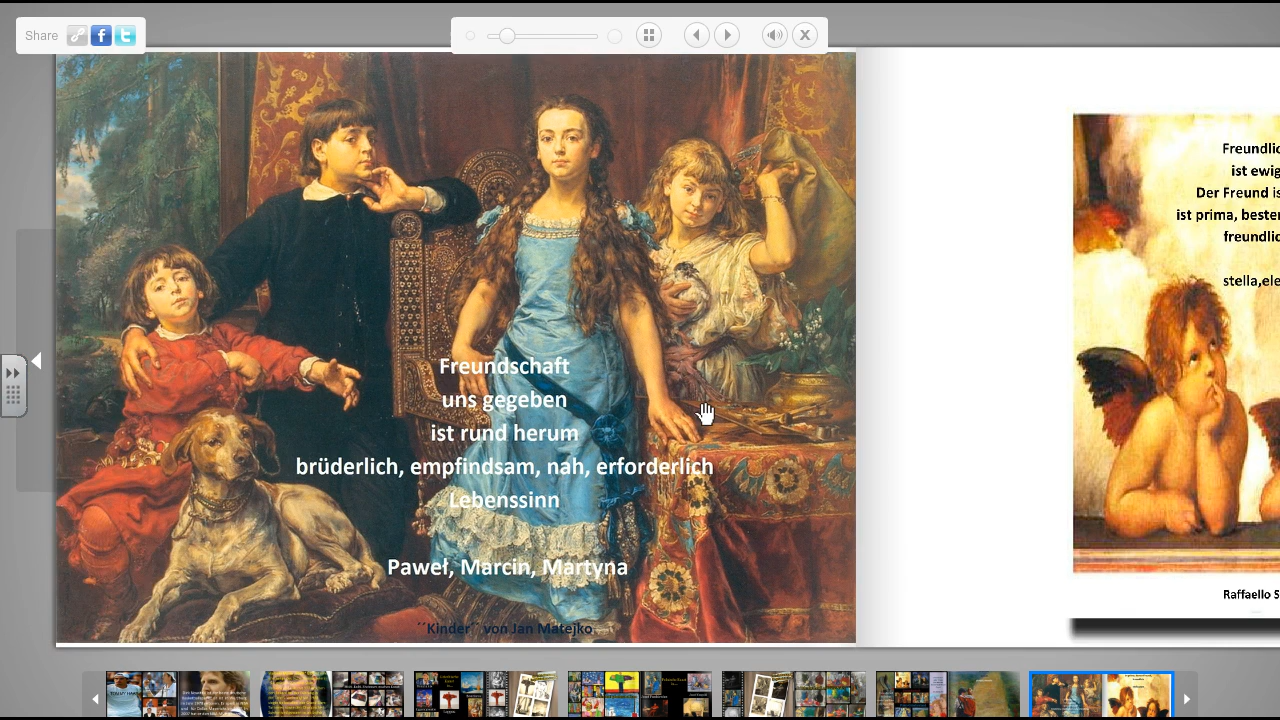 Share
Freundschaft
uns gegeben
ist rund herum
brüderlich, empfindsam, nah, erforderlich
Lebenssinn
Paweł, Marcin, Martyna
´´Kinder´´ von Jan Matejko
Freundlic
ist ewig
Der Freund is
ist prima, beste
freundlic
stella,ele
Raffaello S